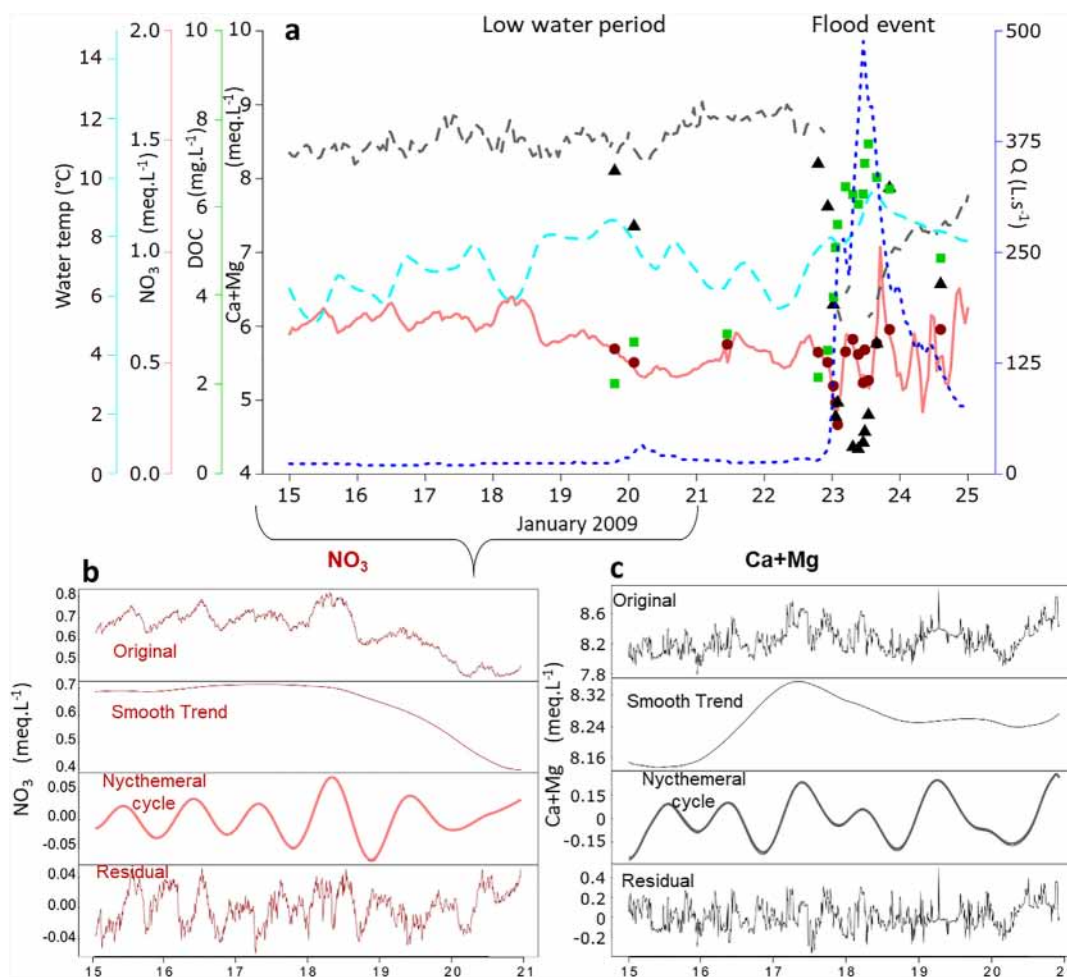 a
Low water period
Flood event
Water temp (°C)
NO₃ (meq.L⁻¹)
DOC (mg.L⁻¹)
Ca+Mg (meq.L⁻¹)
Q (L.s⁻¹)
14
12
10
8
6
4
2
0
2.0
1.5
1.0
0.5
0.0
10
8
6
4
2
0
10
9
8
7
6
5
4
500
375
250
125
0
15 16 17 18 19 20 21 22 23 24 25
January 2009
b
NO₃
NO₃ (meq.L⁻¹)
0.8
0.7
0.6
0.5
Original
0.7
0.6
0.5
0.4
Smooth Trend
0.05
-0.05
Nycthemeral
cycle
0.04
0.00
-0.04
Residual
15 16 17 18 19 20 21
c
Ca+Mg
Ca+Mg (meq.L⁻¹)
8.6
8.2
7.8
Original
8.32
8.24
8.16
Smooth Trend
0.15
0
-0.15
Nycthemeral
cycle
0.4
0.2
0
-0.2
Residual
15 16 17 18 19 20 2